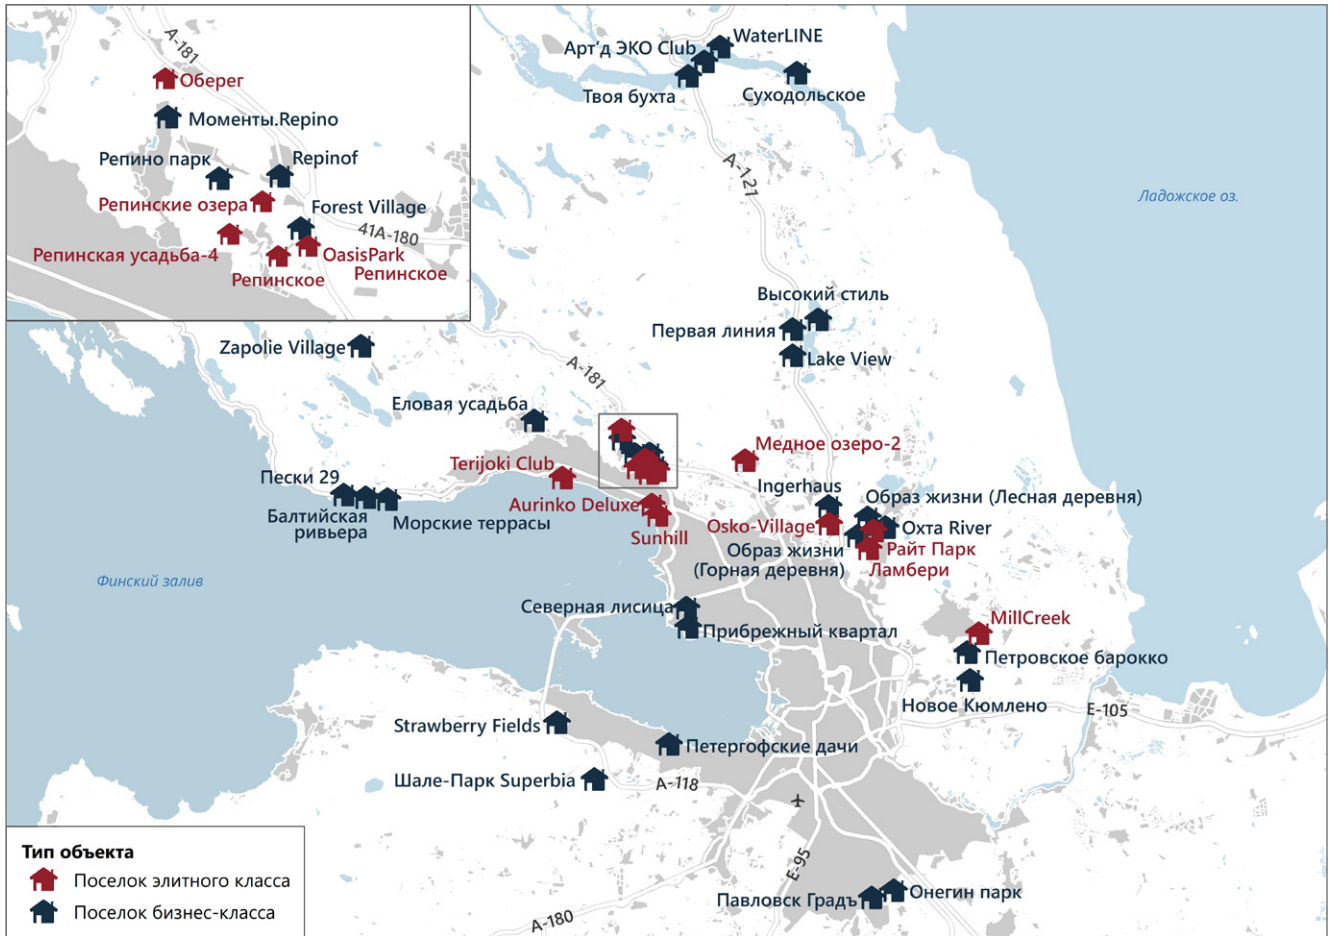 А-181
Оберег
Моменты.Repino
Репино парк
Repinof
Репинские озера
Forest Village
41А-180
Репинская усадьба-4
OasisPark
Репинское
Репинское
WaterLINE
Арт'д ЭКО Club
Твоя бухта
Суходольское
А-121
Ладожское оз.
Высокий стиль
Первая линия
Lake View
Zapolie Village
А-181
Еловая усадьба
Медное озеро-2
Terijoki Club
Пески 29
Ingerhaus
Образ жизни (Лесная деревня)
Aurinko Deluxe
Балтийская
ривьера
Морские террасы
Osko-Village
Охта River
Sunhill
Образ жизни
(Горная деревня)
Райт Парк
Ламбери
Финский залив
Северная лисица
Прибрежный квартал
MillCreek
Петровское барокко
Новое Кюмлено
Е-105
Strawberry Fields
Петергофские дачи
Шале-Парк Superbia
А-118
Тип объекта
Поселок элитного класса
Поселок бизнес-класса
Е-95
Павловск Градъ
Онегин парк
А-180